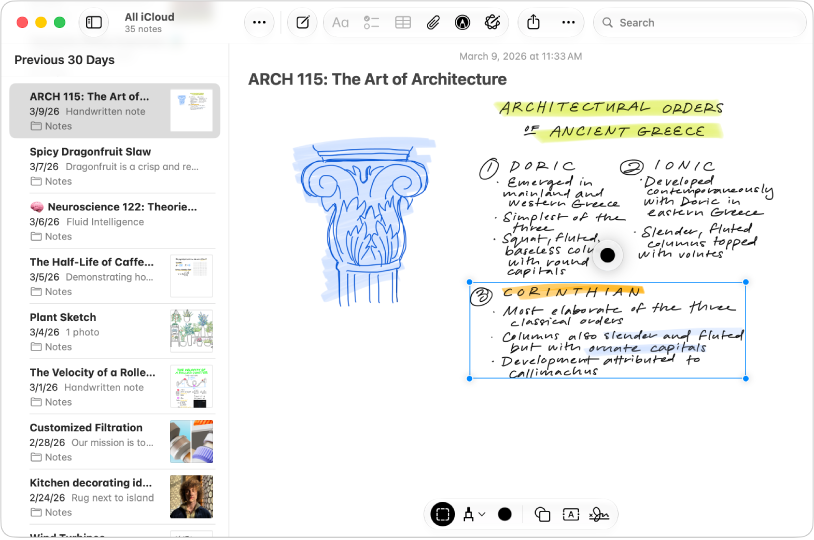 All iCloud
35 notes
Aa
Search
Previous 30 Days
ARCH 115: The Art of...
3/9/26 Handwritten note
Notes
Spicy Dragonfruit Slaw
3/7/26 Dragonfruit is a crisp and re...
Notes
🧠 Neuroscience 122: Theorie...
3/6/26 Fluid Intelligence
Notes
The Half-Life of Caffe...
3/5/26 Demonstrating ho...
Notes
Plant Sketch
3/4/26 1 photo
Notes
The Velocity of a Rolle...
3/1/26 Handwritten note
Notes
Customized Filtration
2/28/26 Our mission is to...
Notes
Kitchen decorating id...
2/24/26 Rug next to island
Notes
Wind Turbines
March 9, 2026 at 11:33 AM
ARCH 115: The Art of Architecture
ARCHITECTURAL ORDERS
OF ANCIENT GREECE
1 DORIC
· Emerged in
mainland and
western Greece
· Simplest of the
three
· Squat, fluted,
baseless
with round
capitals
2 IONIC
· Developed
contemporaneously
with Doric in
eastern Greece
· Slender, fluted
columns topped
with volutes
3 CORINTHIAN
· Most elaborate of the three
classical orders
· Columns also slender and fluted
but with ornate capitals
· Development attributed to
Callimachus
A